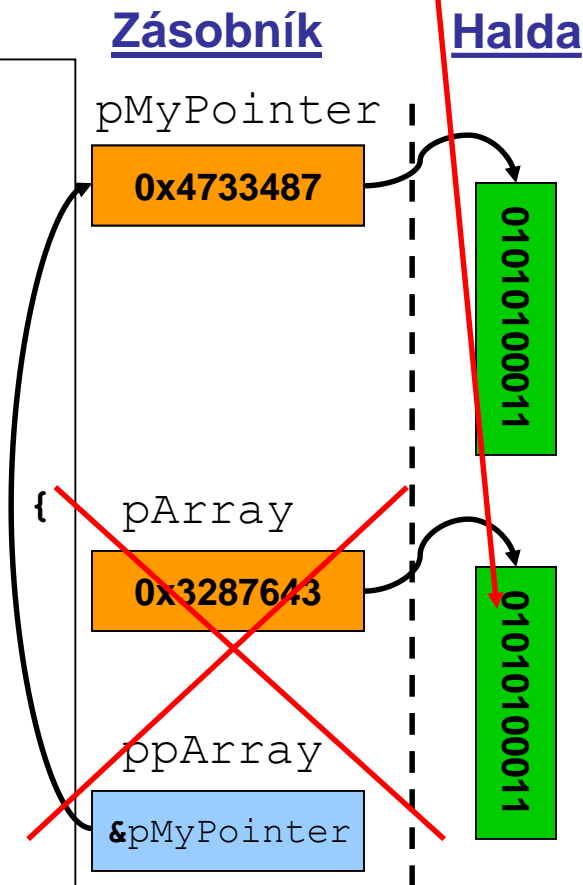 Zásobník Halda
pMyPointer
0x4733487
01010100011
{
pArray
0x3287643
01010100011
ppArray
&pMyPointer